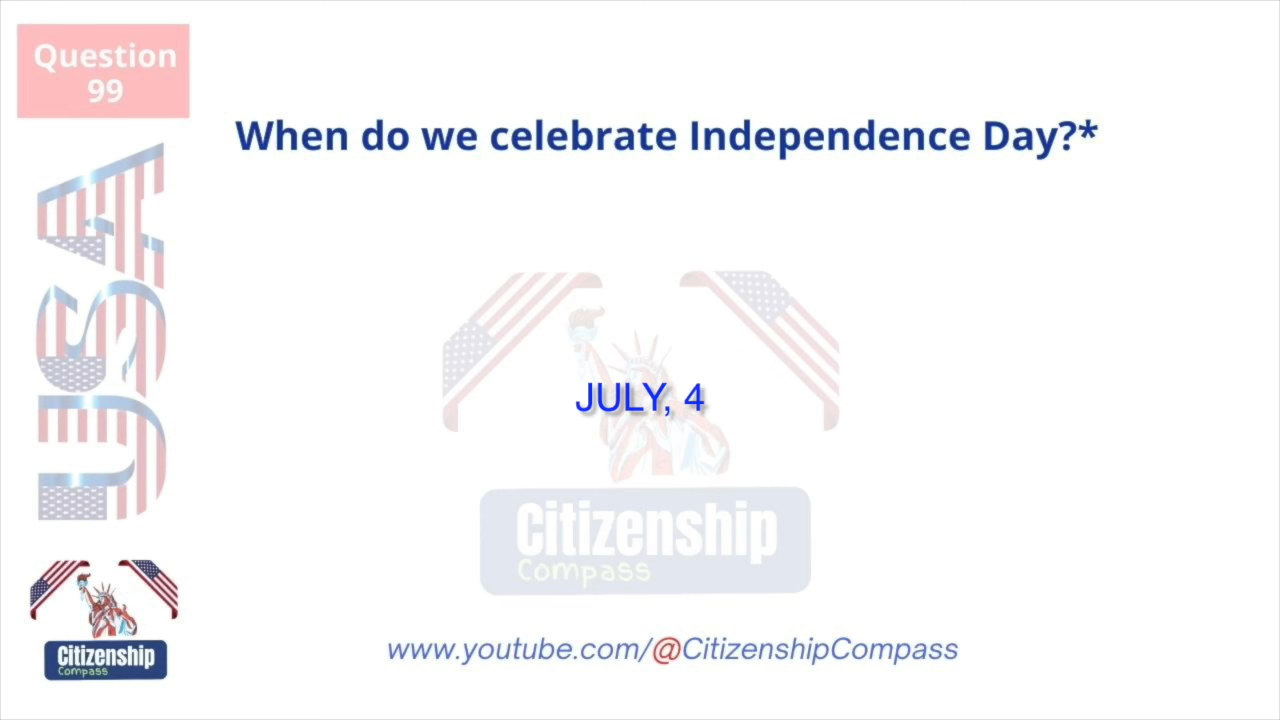 Question
99
When do we celebrate Independence Day?*
USA
JULY, 4
Citizenship
Compass
Citizenship
Compass
www.youtube.com/@CitizenshipCompass